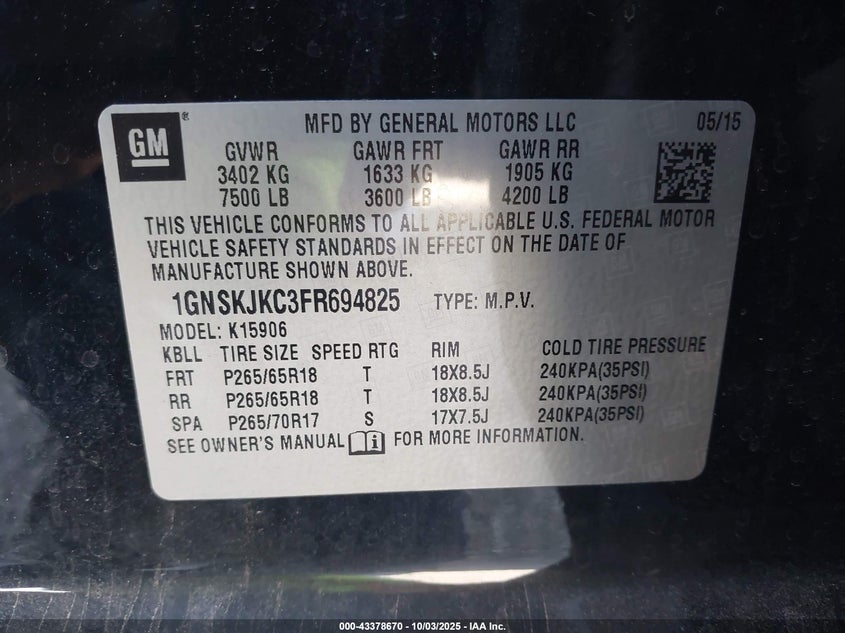 GM
MFD BY GENERAL MOTORS LLC 05/15
GVWR GAWR FRT GAWR RR
3402 KG 1633 KG 1905 KG
7500 LB 3600 LB 4200 LB
THIS VEHICLE CONFORMS TO ALL APPLICABLE U.S. FEDERAL MOTOR
VEHICLE SAFETY STANDARDS IN EFFECT ON THE DATE OF
MANUFACTURE SHOWN ABOVE.
1GNSKJKC3FR694825 TYPE: M.P.V.
MODEL: K15906
KBLL TIRE SIZE SPEED RTG RIM COLD TIRE PRESSURE
FRT P265/65R18 T 18X8.5J 240KPA(35PSI)
RR P265/65R18 T 18X8.5J 240KPA(35PSI)
SPA P265/70R17 S 17X7.5J 240KPA(35PSI)
SEE OWNER'S MANUAL FOR MORE INFORMATION.
000-43378670 - 10/03/2025 - IAA Inc.